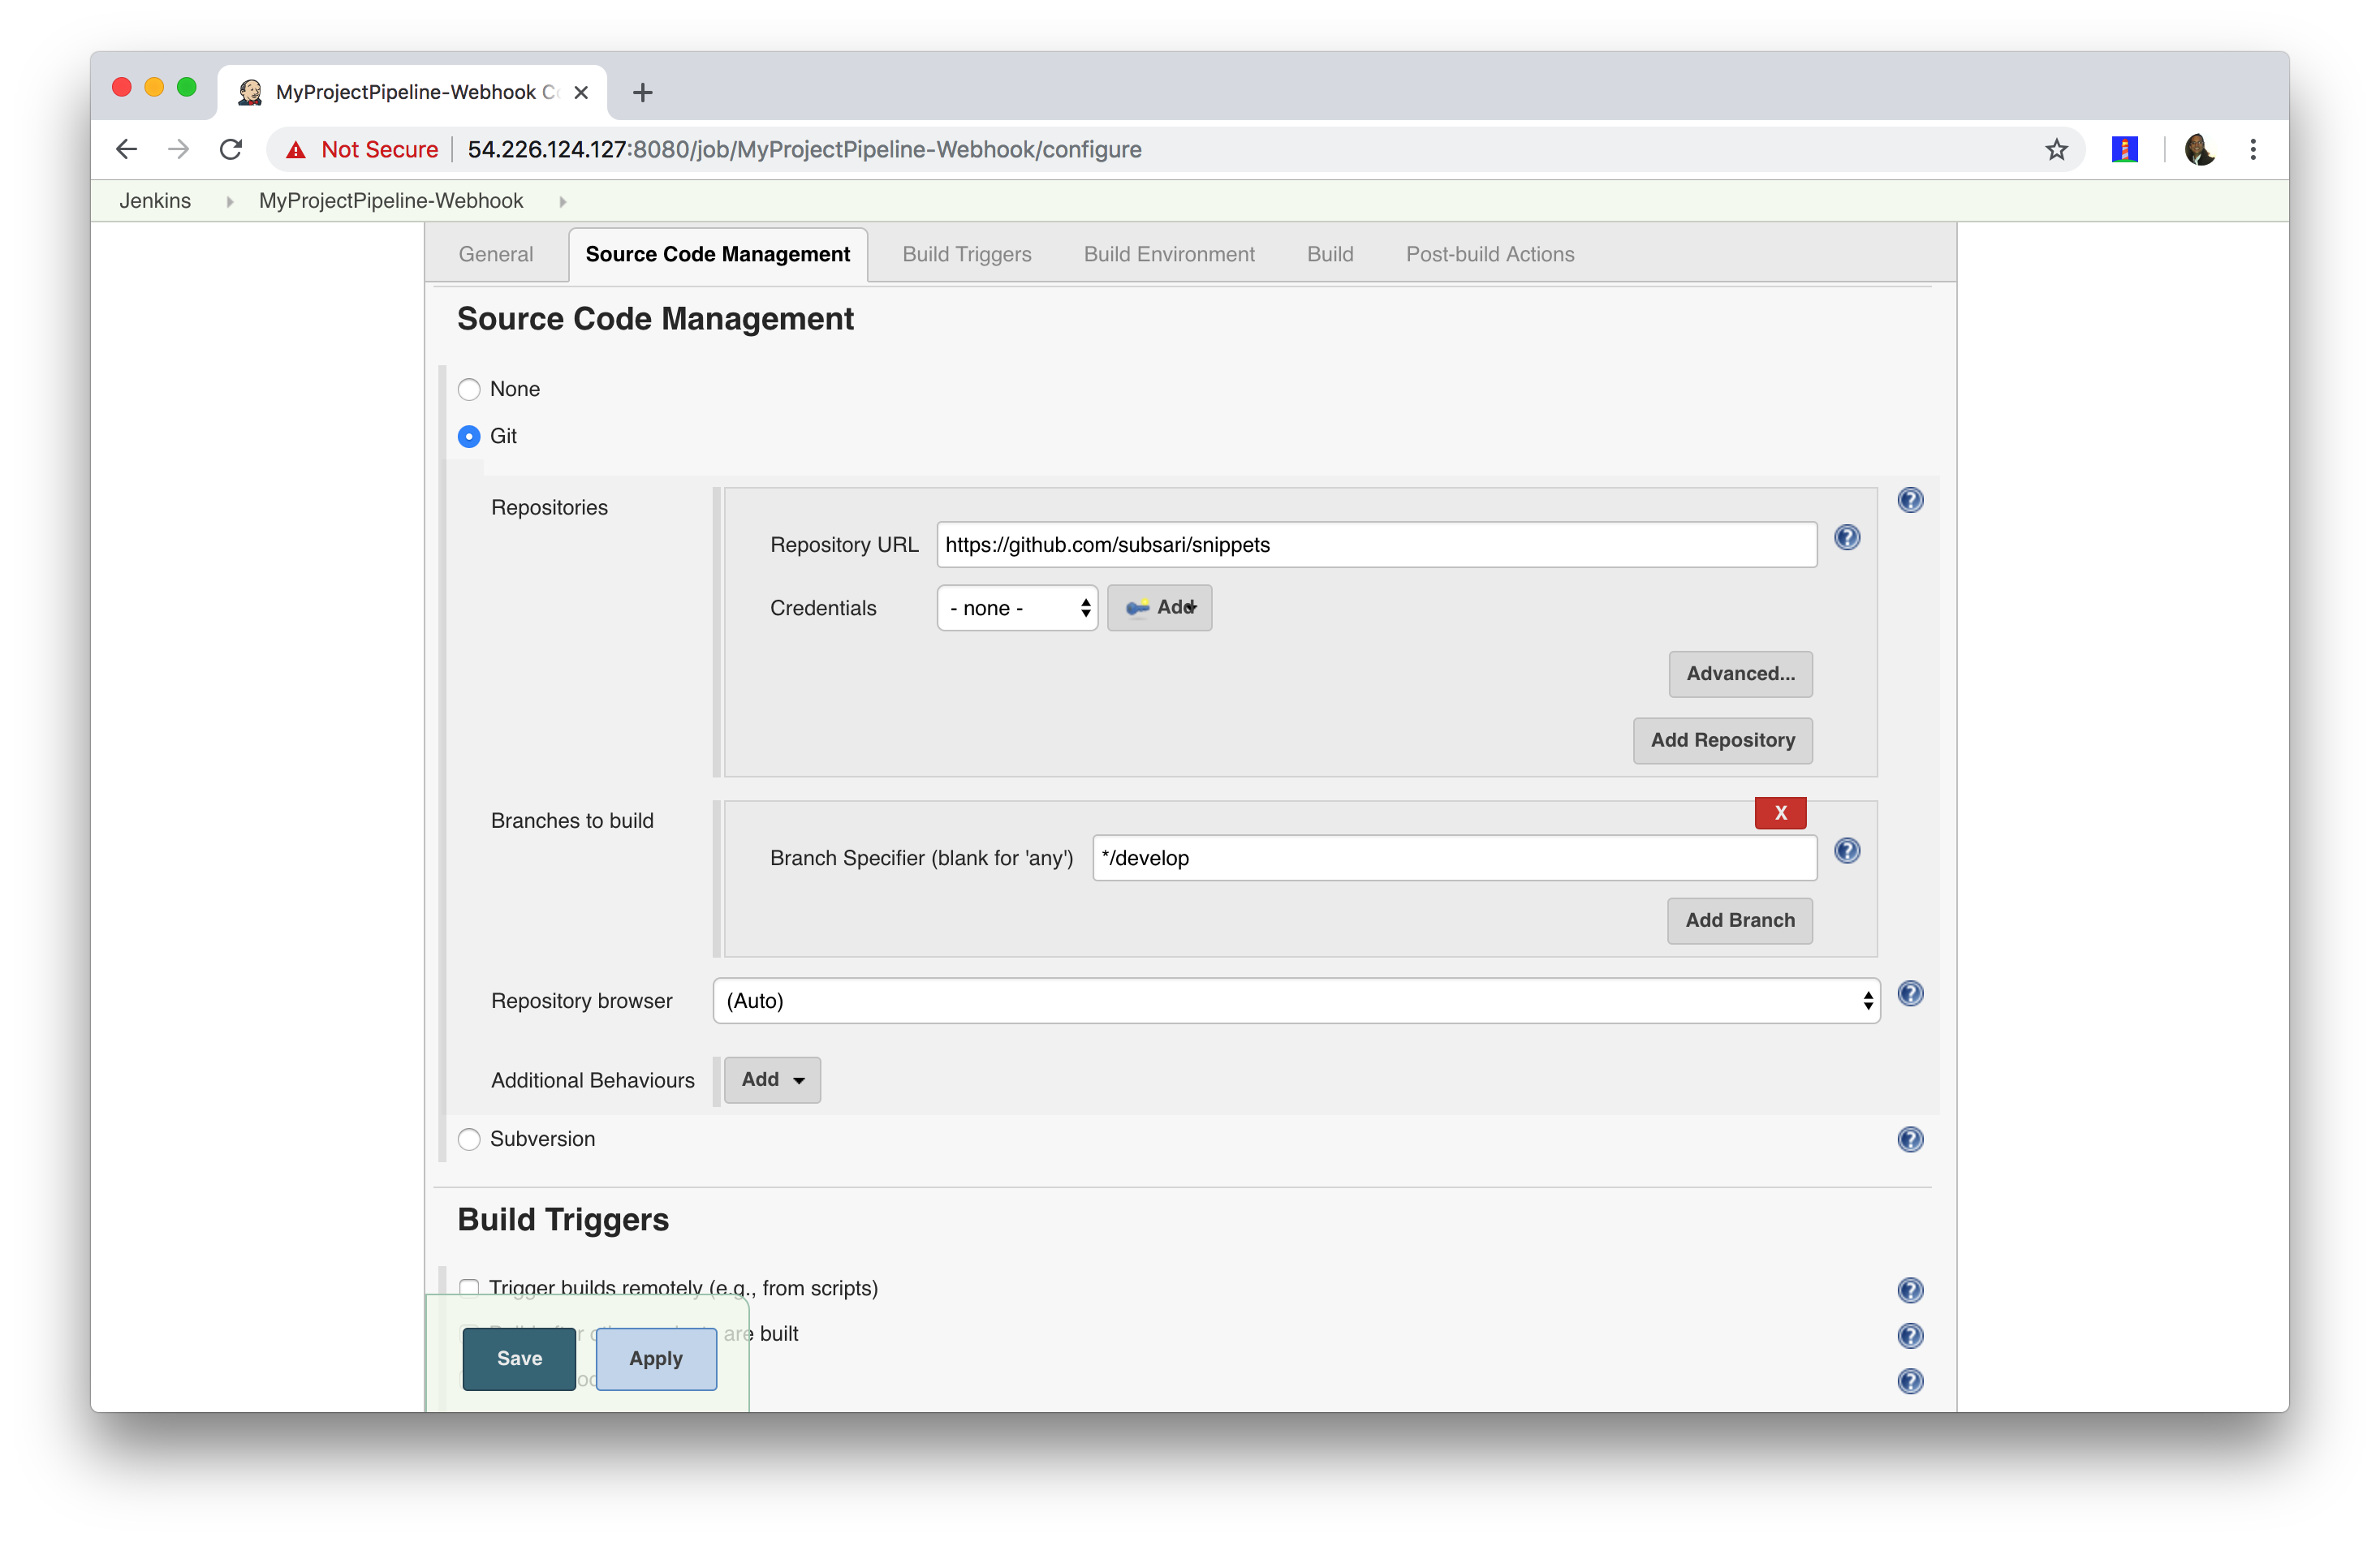 MyProjectPipeline-Webhook
Not Secure 54.226.124.127:8080/job/MyProjectPipeline-Webhook/configure
Jenkins MyProjectPipeline-Webhook
General Source Code Management Build Triggers Build Environment Build Post-build Actions
Source Code Management
None
Git
Repositories
Repository URL https://github.com/subsari/snippets
Credentials - none - Add
Advanced...
Add Repository
Branches to build
X
Branch Specifier (blank for 'any') */develop
Add Branch
Repository browser (Auto)
Additional Behaviours Add
Subversion
Build Triggers
Trigger builds remotely (e.g., from scripts)
are built
Save Apply